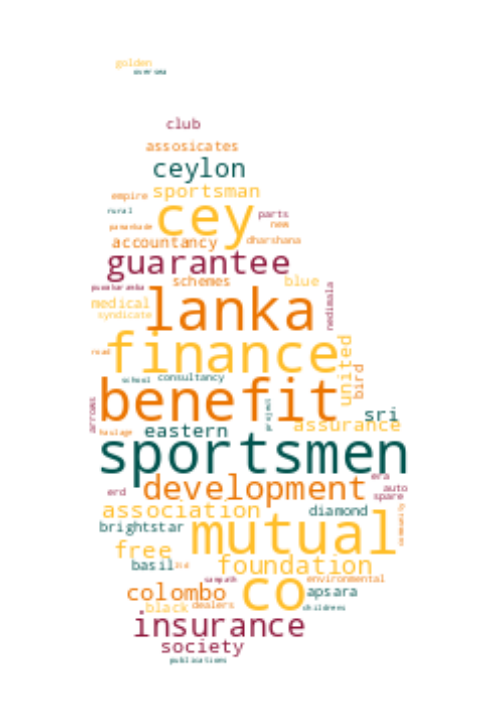 golden
oversea
club
assosicates
ceylon
empire sportsman
rural
cey parts
new
accountancy dharshana
guarantee
schemes blue
medical lanka nedimala
syndicate
road finance united
school consultancy bird
arrows benefit project
sri
haulage eastern assurance
sportsmen
era
erd development auto
spare
association diamond
brightstar mutual community
free foundation
basil ltd
sampath environmental
colombo co apsara
black dealers childrens
insurance
society
publications